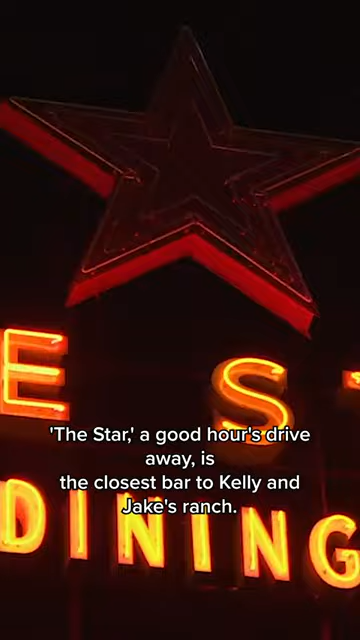 E S
'The Star,' a good hour's drive
away, is
the closest bar to Kelly and
Jake's ranch.
DINING